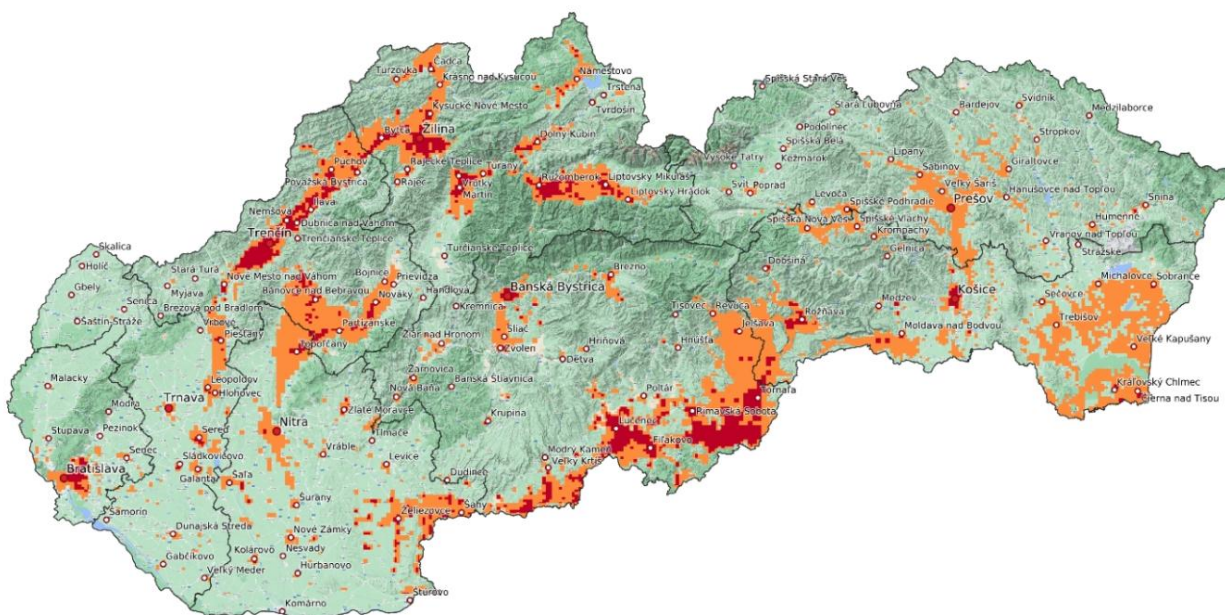 Turzovka
Čadca
Krásno nad Kysucou
Námestovo
Trstená
Tvrdošín
Kysucké Nové Mesto
Bytča
Žilina
Dolný Kubín
Púchov
Rajecké Teplice
Turany
Považská Bystrica
Rajec
Vrútky
Martin
Ružomberok
Liptovský Mikuláš
Liptovský Hrádok
Spišská Stará Ves
Stará Ľubovňa
Podolínec
Spišská Belá
Vysoké Tatry
Kežmarok
Svit
Poprad
Levoča
Bardejov
Svidník
Medzilaborce
Stropkov
Giraltovce
Lipany
Sabinov
Veľký Šariš
Prešov
Hanušovce nad Topľou
Snina
Humenné
Vranov nad Topľou
Strážske
Spišské Podhradie
Spišská Nová Ves
Spišské Vlachy
Krompachy
Gelnica
Nemšová
Ilava
Dubnica nad Váhom
Trenčín
Trenčianske Teplice
Turčianske Teplice
Skalica
Holíč
Gbely
Senica
Šaštín-Stráže
Stará Turá
Myjava
Nové Mesto nad Váhom
Brezová pod Bradlom
Vrbové
Piešťany
Bánovce nad Bebravou
Bojnice
Prievidza
Nováky
Handlová
Partizánske
Topoľčany
Kremnica
Banská Bystrica
Brezno
Sliač
Zvolen
Žiar nad Hronom
Hriňová
Detva
Tisovec
Revúca
Jelšava
Hnúšťa
Dobšiná
Rožňava
Medzev
Moldava nad Bodvou
Košice
Michalovce
Sobrance
Sečovce
Trebišov
Veľké Kapušany
Kráľovský Chlmec
Čierna nad Tisou
Malacky
Modra
Stupava
Pezinok
Senec
Bratislava
Šamorín
Leopoldov
Hlohovec
Trnava
Sereď
Sládkovičovo
Galanta
Šaľa
Nitra
Zlaté Moravce
Vráble
Žarnovica
Nová Baňa
Banská Štiavnica
Krupina
Tlmače
Levice
Dudince
Modrý Kameň
Veľký Krtíš
Poltár
Lučenec
Fiľakovo
Rimavská Sobota
Tornaľa
Šahy
Želiezovce
Šurany
Nové Zámky
Dunajská Streda
Gabčíkovo
Veľký Meder
Kolárovo
Nesvady
Hurbanovo
Komárno
Štúrovo